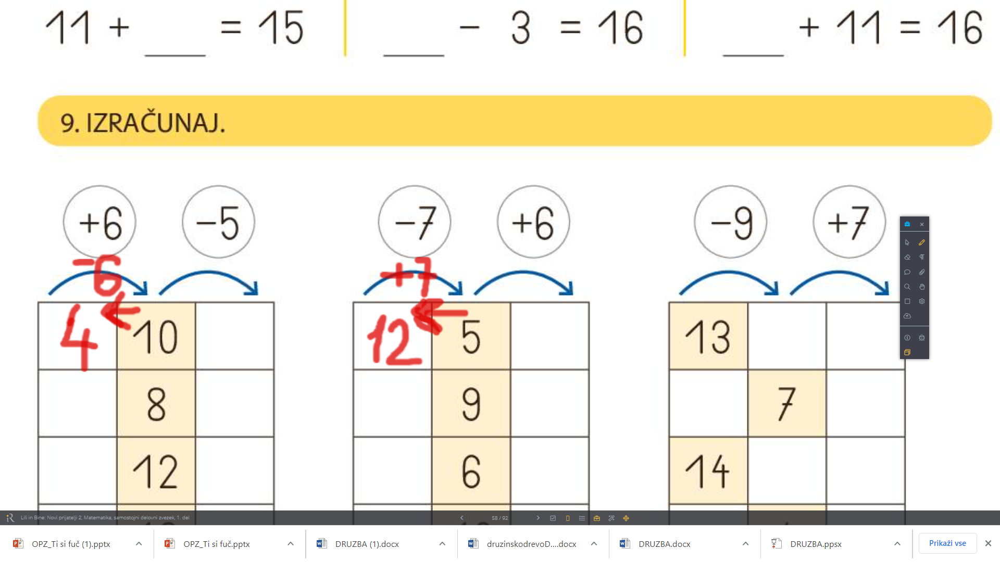 11 + ___ = 15 ___ - 3 = 16 ___ + 11 = 16
9. IZRAČUNAJ.
+6 -5 -7 +6 -9 +7
-6 +7
4 10 12 5 13
8 9 7
12 6 14
Lili in Bine: Novi prijatelji 2, Matematika, samostojni delovni zvezek, 1. del 58 / 92
OPZ_Ti si fuč (1).pptx OPZ_Ti si fuč.pptx DRUZBA (1).docx druzinskodrevoD....docx DRUZBA.docx DRUZBA.ppsx Prikaži vse